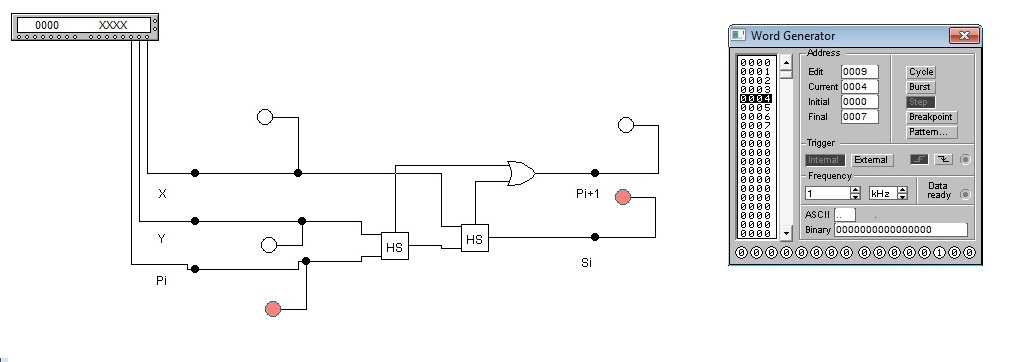 0000 XXXX
X
Y
Pi
HS
HS
Pi+1
Si
Word Generator
0000
0001
0002
0003
0004
0005
0006
0007
0000
0000
0000
0000
0000
0000
0000
0000
0000
0000
0000
0000
Address
Edit 0009 Cycle
Current 0004 Burst
Initial 0000 Step
Final 0007 Breakpoint
Pattern...
Trigger
Internal External
Frequency
1 kHz Data ready
ASCII ..  .
Binary 0000000000000000
0 0 0 0 0 0 0 0 0 0 0 0 0 1 0 0